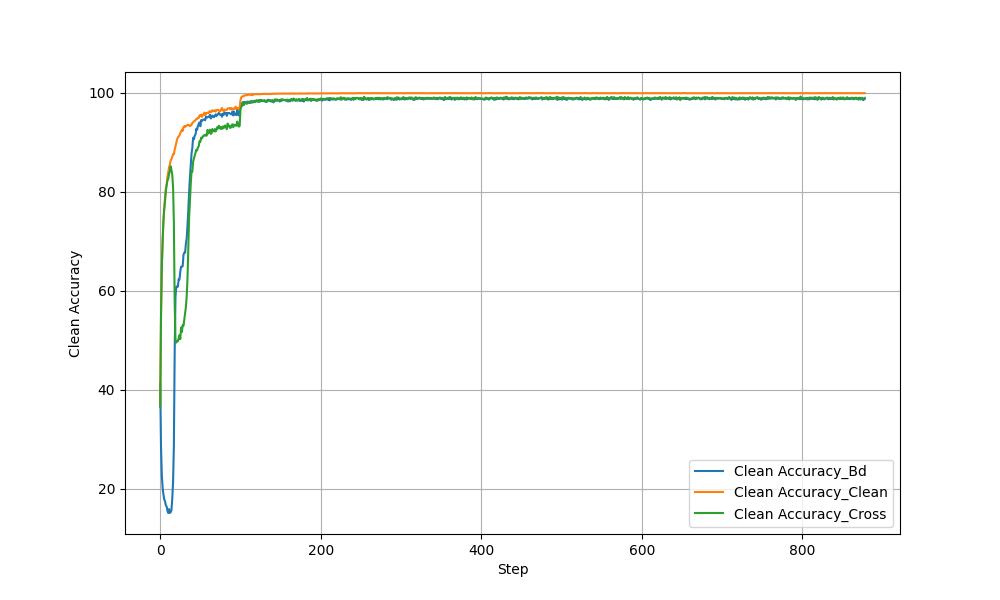 100
80
60
40
20
Clean Accuracy
Clean Accuracy_Bd
Clean Accuracy_Clean
Clean Accuracy_Cross
0
200
400
600
800
Step